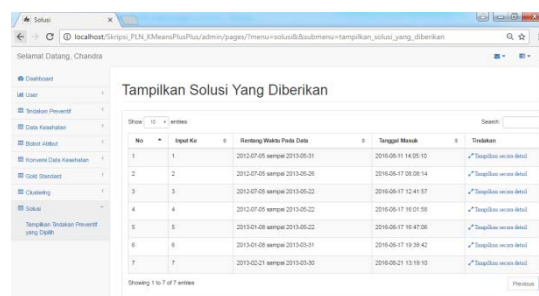 Solusi
localhost/Skripsi_PLN_KMeansPlusPlus/admin/pages/?menu=solusi&submenu=tampilkan_solusi_yang_diberikan
Selamat Datang, Chandra
Dashboard
User
Tindakan Preventif
Data Kesehatan
Bobot Atribut
Konversi Data Kesehatan
Gold Standard
Clustering
Solusi
Tampilkan Tindakan Preventif
yang Dipilih
Tampilkan Solusi Yang Diberikan
Show 10 entries
Search:
No Input Ke Rentang Waktu Pada Data Tanggal Masuk Tindakan
1 1 2012-07-05 sampai 2013-05-31 2016-08-11 14:05:10 Tampilkan secara detail
2 2 2012-07-05 sampai 2013-05-26 2016-08-17 08:06:14 Tampilkan secara detail
3 3 2012-07-05 sampai 2013-05-22 2016-08-17 12:41:57 Tampilkan secara detail
4 4 2012-07-05 sampai 2013-05-22 2016-08-17 16:01:58 Tampilkan secara detail
5 5 2013-01-08 sampai 2013-05-22 2016-08-17 16:47:06 Tampilkan secara detail
6 6 2013-01-08 sampai 2013-03-31 2016-08-17 19:38:42 Tampilkan secara detail
7 7 2013-02-21 sampai 2013-03-30 2016-08-21 13:19:10 Tampilkan secara detail
Showing 1 to 7 of 7 entries
Previous